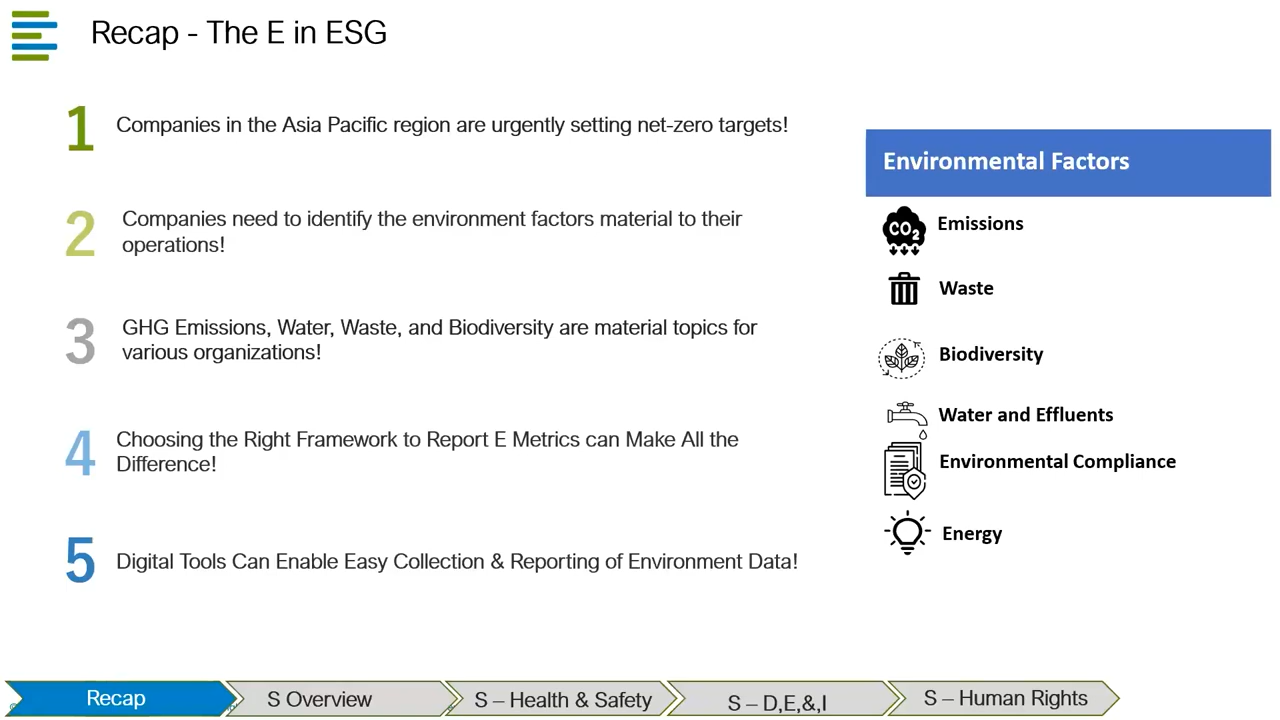 Recap - The E in ESG
1
Companies in the Asia Pacific region are urgently setting net-zero targets!
2
Companies need to identify the environment factors material to their
operations!
3
GHG Emissions, Water, Waste, and Biodiversity are material topics for
various organizations!
4
Choosing the Right Framework to Report E Metrics can Make All the
Difference!
5
Digital Tools Can Enable Easy Collection & Reporting of Environment Data!
Environmental Factors
CO2
Emissions
Waste
Biodiversity
Water and Effluents
Environmental Compliance
Energy
Recap
S Overview
S – Health & Safety
S – D,E,&,I
S – Human Rights